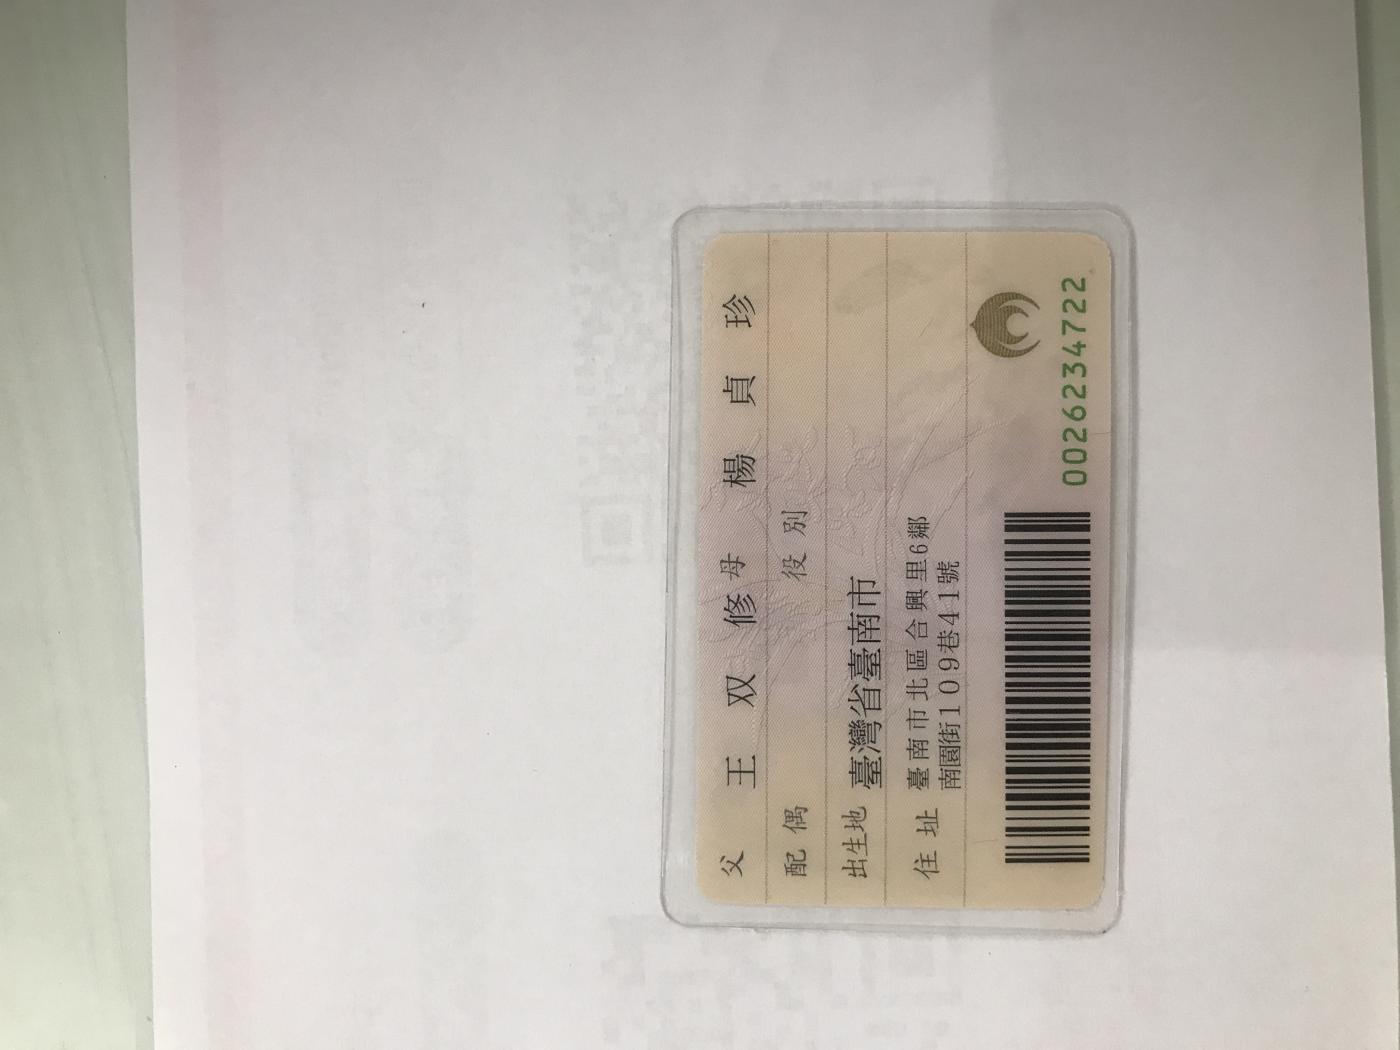 父 王双修 母 楊貞珍
配偶 役別
出生地 臺灣省臺南市
住址 臺南市北區合興里6鄰
南園街109巷41號
0026234722